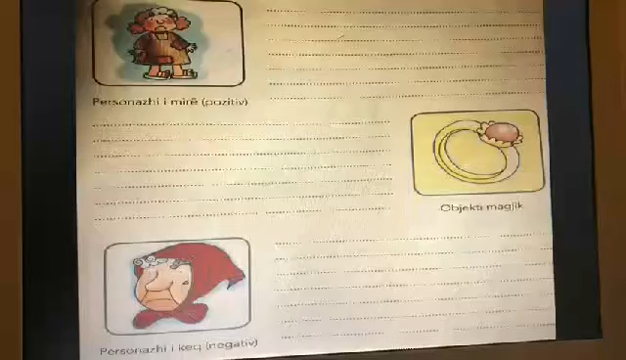 Personazhi i mirë (pozitiv)
Objekti magjik
Personazhi i keq (negativ)